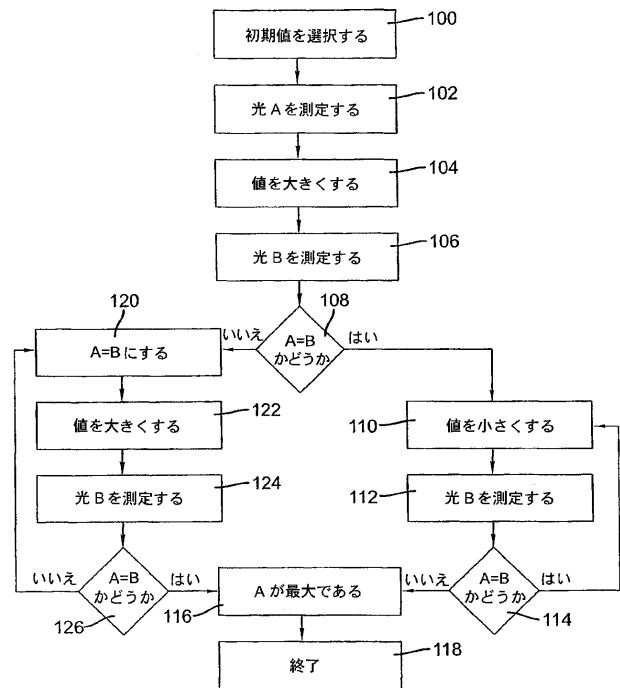 初期値を選択する
100
光Aを測定する
102
値を大きくする
104
光Bを測定する
106
108
A=B
かどうか
いいえ
はい
120
A=Bにする
値を大きくする
122
光Bを測定する
124
A=B
かどうか
いいえ
はい
126
110
値を小さくする
112
光Bを測定する
A=B
かどうか
いいえ
はい
114
Aが最大である
116
終了
118